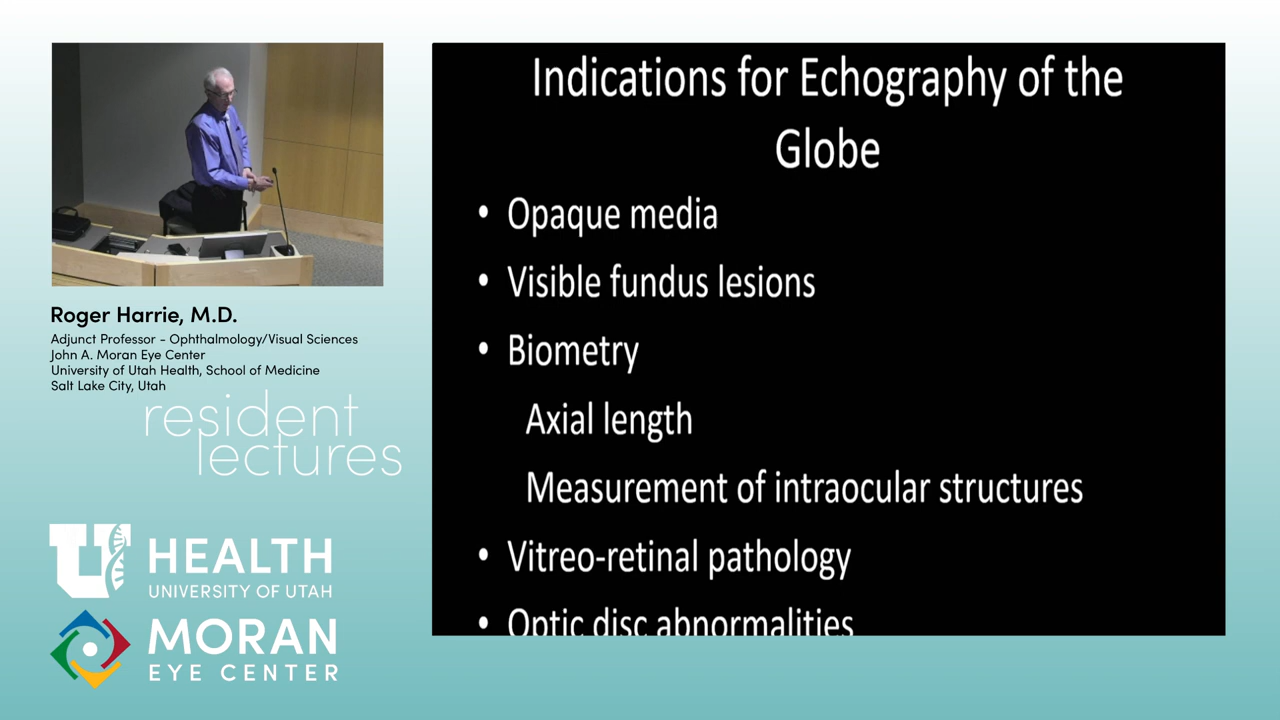 Indications for Echography of the
Globe
• Opaque media
• Visible fundus lesions
• Biometry
Axial length
Measurement of intraocular structures
• Vitreo-retinal pathology
• Optic disc abnormalities
Roger Harrie, M.D.
Adjunct Professor - Ophthalmology/Visual Sciences
John A. Moran Eye Center
University of Utah Health, School of Medicine
Salt Lake City, Utah
resident
lectures
U HEALTH
UNIVERSITY OF UTAH
MORAN
EYE CENTER